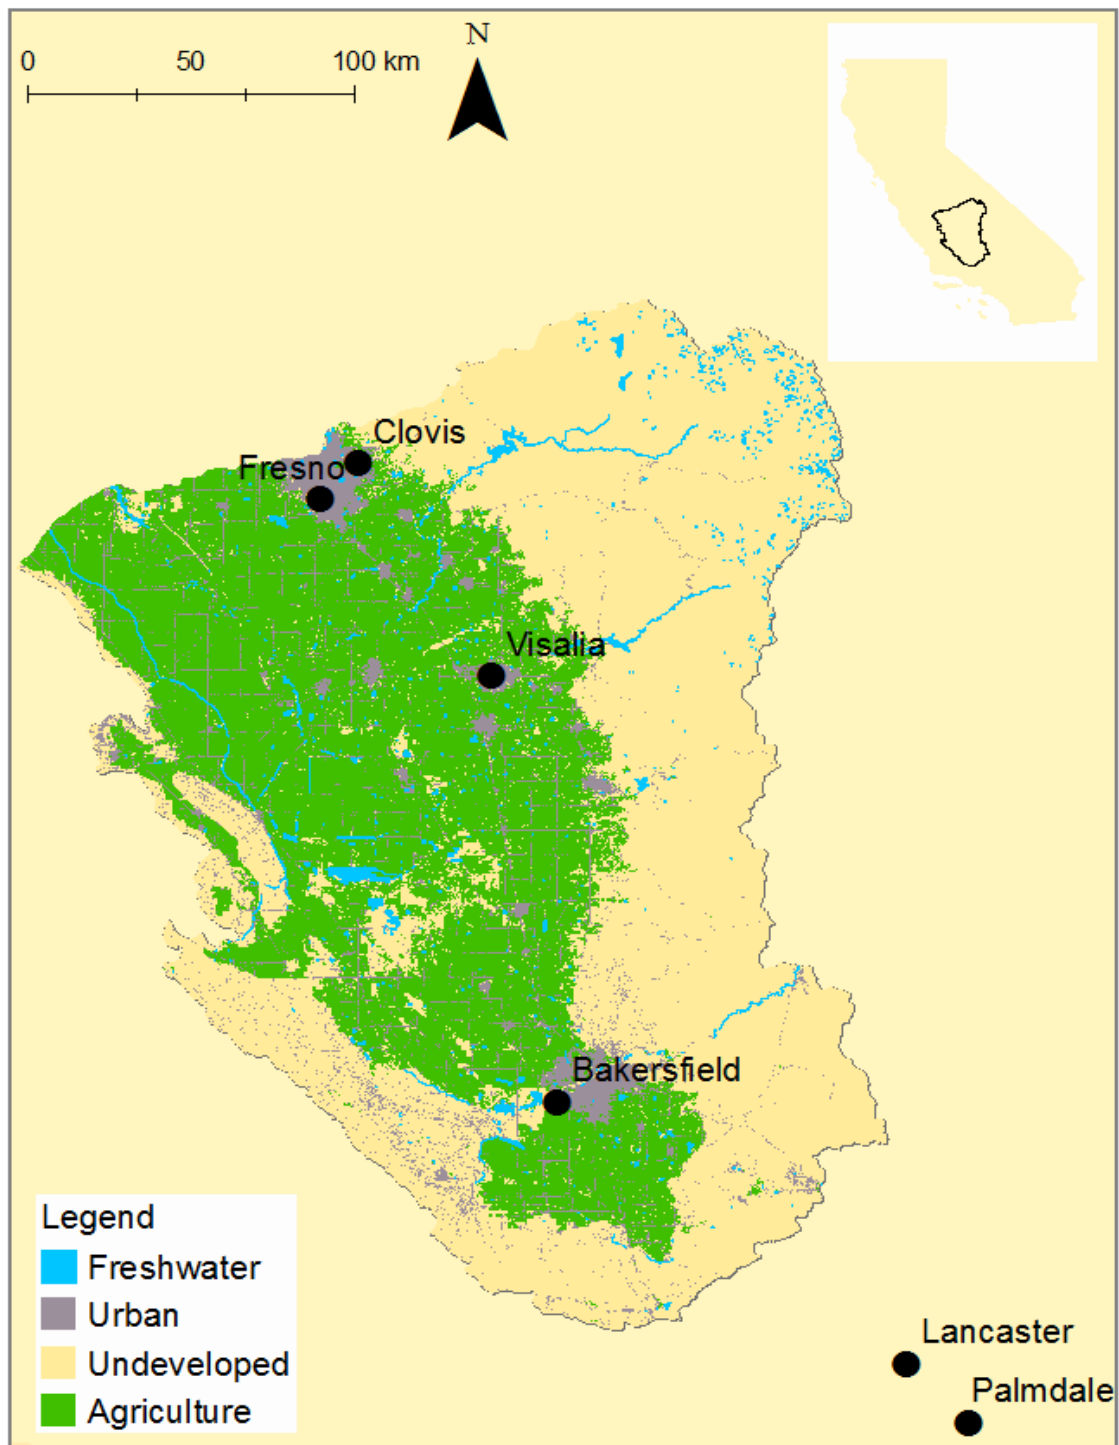 0 50 100 km
N
Clovis
Fresno
Visalia
Bakersfield
Legend
Freshwater
Urban
Undeveloped
Agriculture
Lancaster
Palmdale